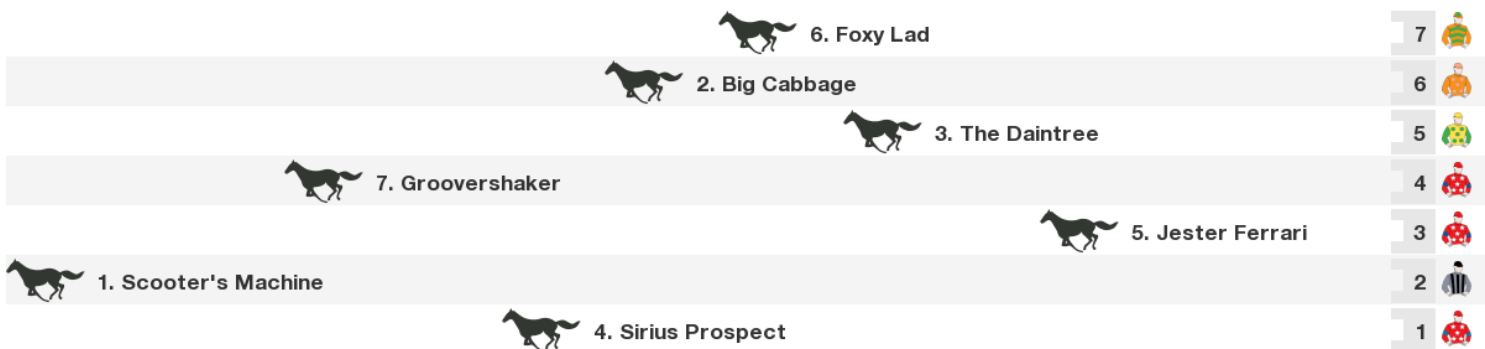 6. Foxy Lad 7
2. Big Cabbage 6
3. The Daintree 5
7. Groovershaker 4
5. Jester Ferrari 3
1. Scooter's Machine 2
4. Sirius Prospect 1